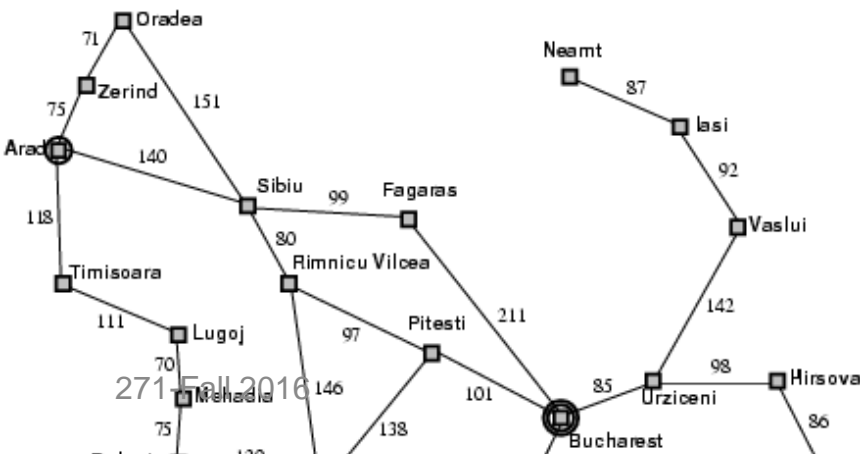 Oradea
71
Neamt
87
Zerind
75
151
Iasi
Arad
140
92
Sibiu
99
Fagaras
118
80
Vaslui
Rimnicu Vilcea
Timisoara
142
211
111
Pitesti
97
Lugoj
70
98
Hirsova
271-Fall 2016
146
101
85
Urziceni
Mehadia
86
75
138
Bucharest